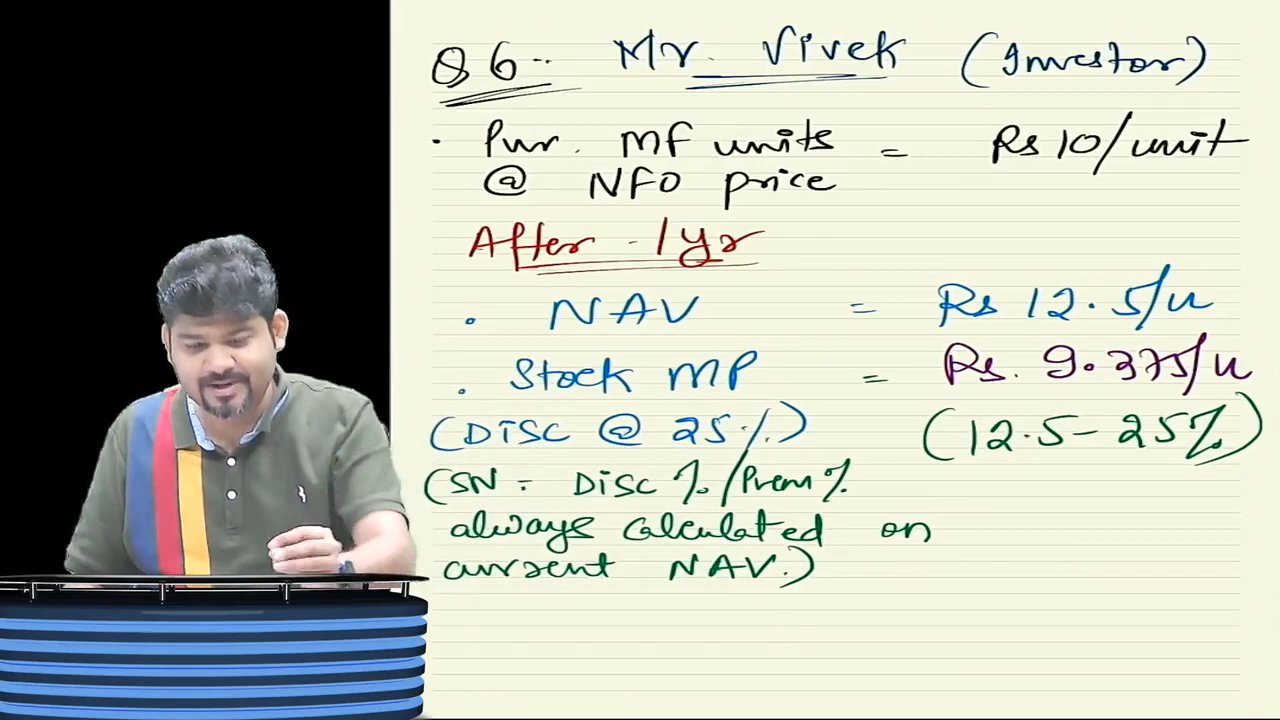 Q6.. Mr. Vivek (Investor)
. Pur. MF units = Rs 10/unit
@ NFO price
After 1yr
. NAV = Rs 12.5/u
. Stock MP = Rs. 9.375/u
(DISC @ 25%) (12.5-25%)
(SN = DISC %/Prem%
always calculated on
current NAV.)